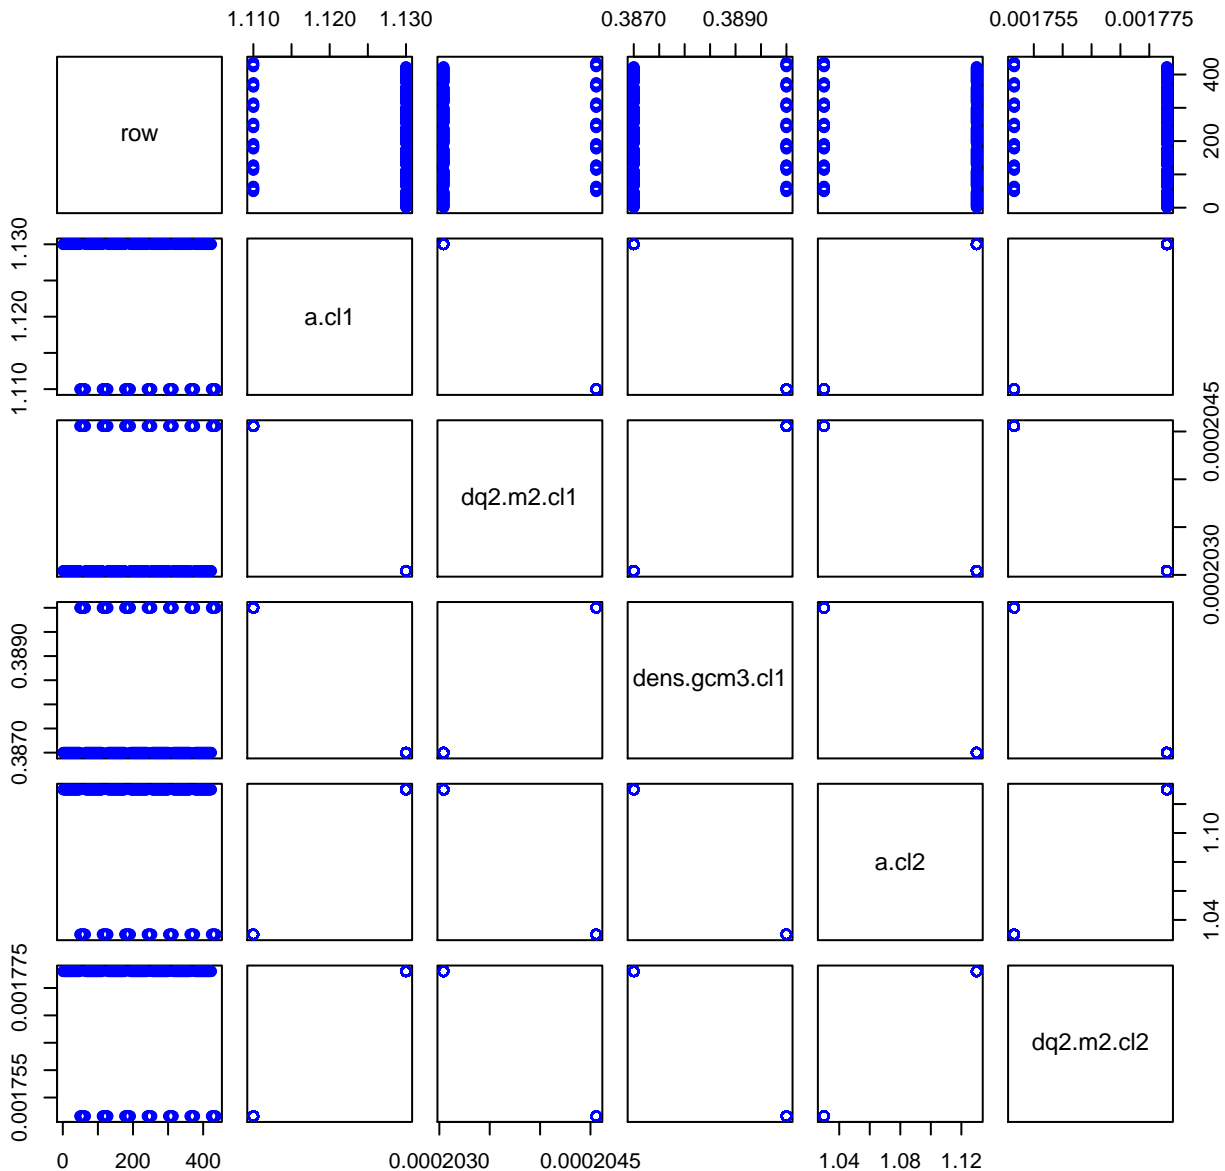 1.110 1.120 1.130 0.3870 0.3890 0.001755 0.001775
row
0 200 400
1.110 1.120 1.130
a.cl1
dq2.m2.cl1
0.0002030 0.0002045
0.3870 0.3890
dens.gcm3.cl1
a.cl2
1.04 1.10
0.001755 0.001775
dq2.m2.cl2
0 200 400 0.0002030 0.0002045 1.04 1.08 1.12